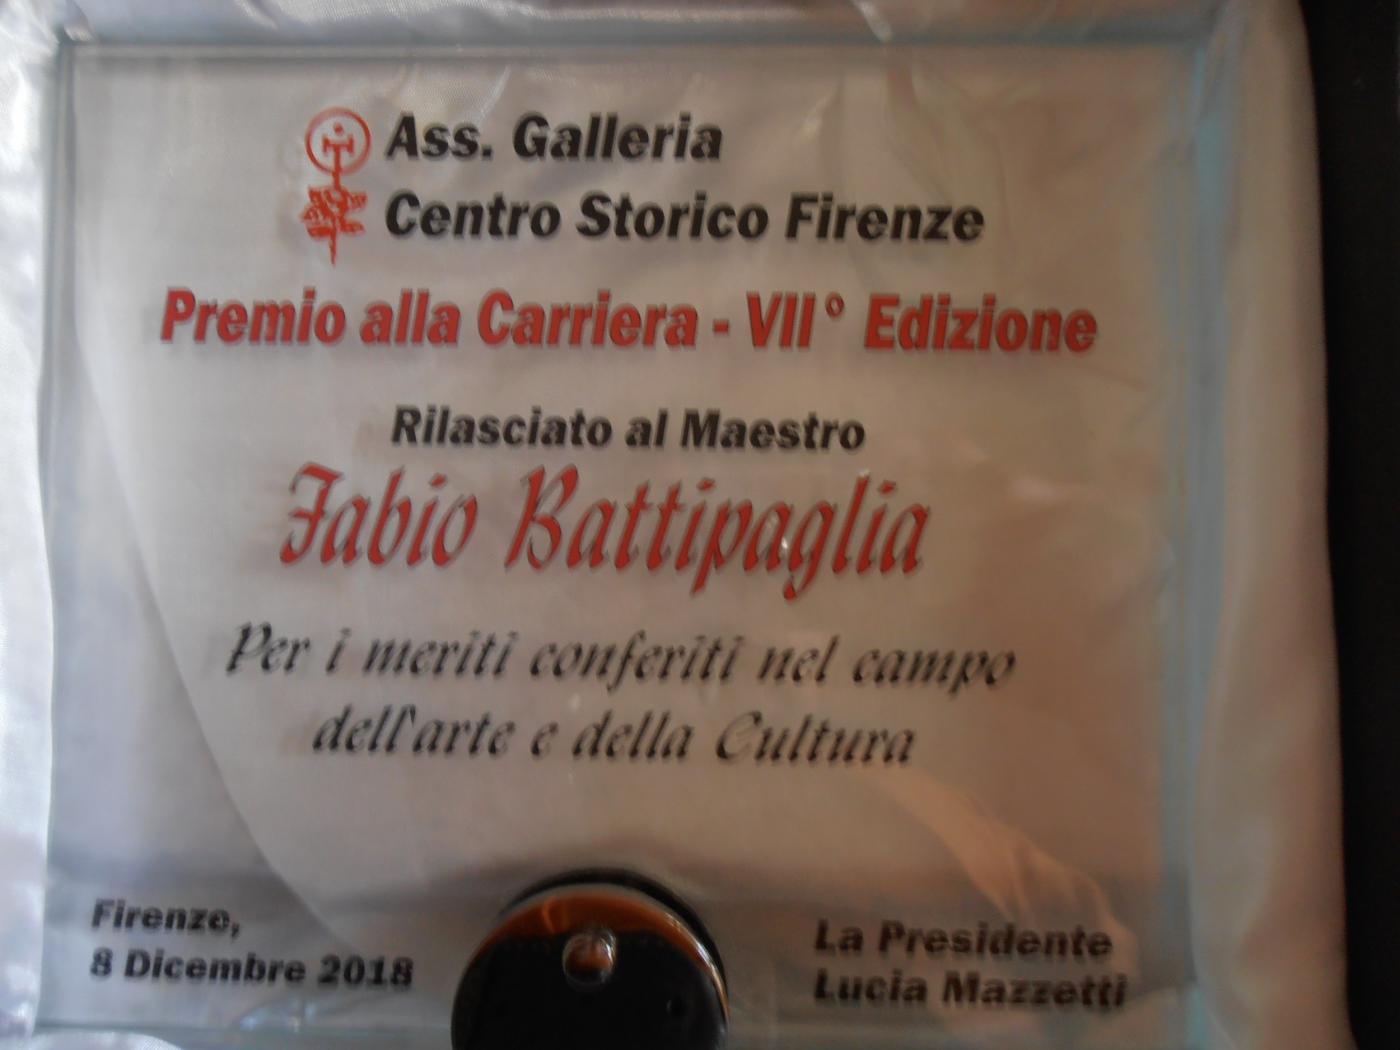 Ass. Galleria
Centro Storico Firenze
Premio alla Carriera - VII° Edizione
Rilasciato al Maestro
Fabio Battipaglia
Per i meriti conferiti nel campo
dell'arte e della Cultura
Firenze,
8 Dicembre 2018
La Presidente
Lucia Mazzetti